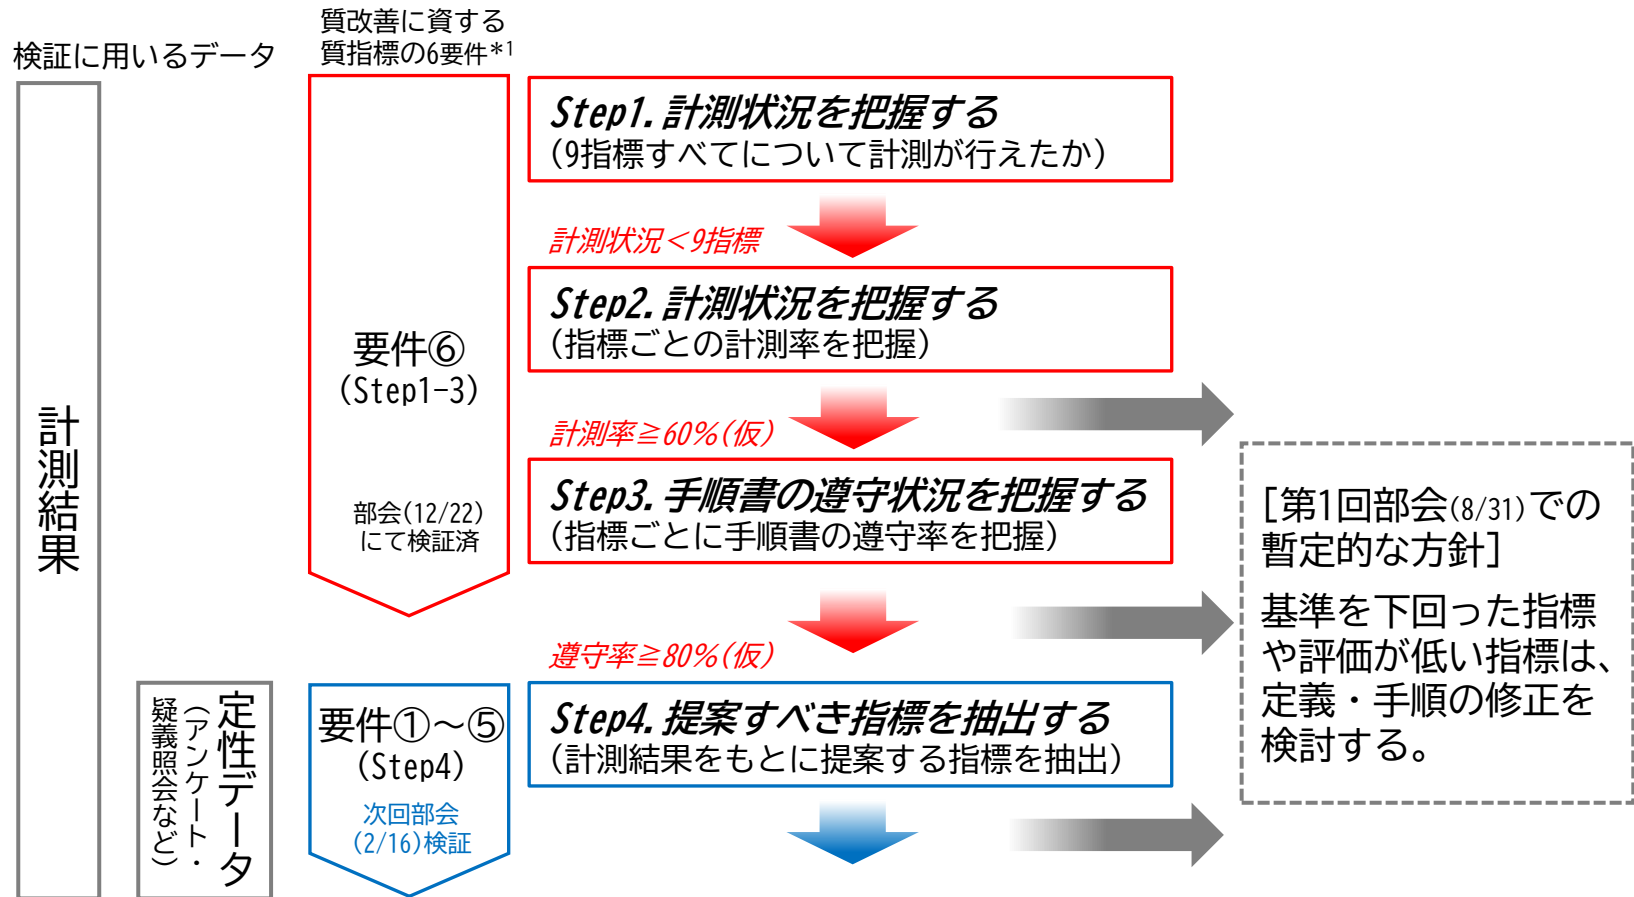 検証に用いるデータ
質改善に資する
質指標の6要件*1
計測結果
定性データ
(アンケート・
疑義照会など)
要件⑥
(Step1-3)
部会(12/22)
にて検証済
要件①～⑤
(Step4)
次回部会
(2/16)検証
Step1.計測状況を把握する
(9指標すべてについて計測が行えたか)
計測状況＜9指標
Step2.計測状況を把握する
(指標ごとの計測率を把握)
計測率≧60%(仮)
Step3.手順書の遵守状況を把握する
(指標ごとに手順書の遵守率を把握)
遵守率≧80%(仮)
Step4.提案すべき指標を抽出する
(計測結果をもとに提案する指標を抽出)
[第1回部会(8/31)での
暫定的な方針]
基準を下回った指標
や評価が低い指標は、
定義・手順の修正を
検討する。